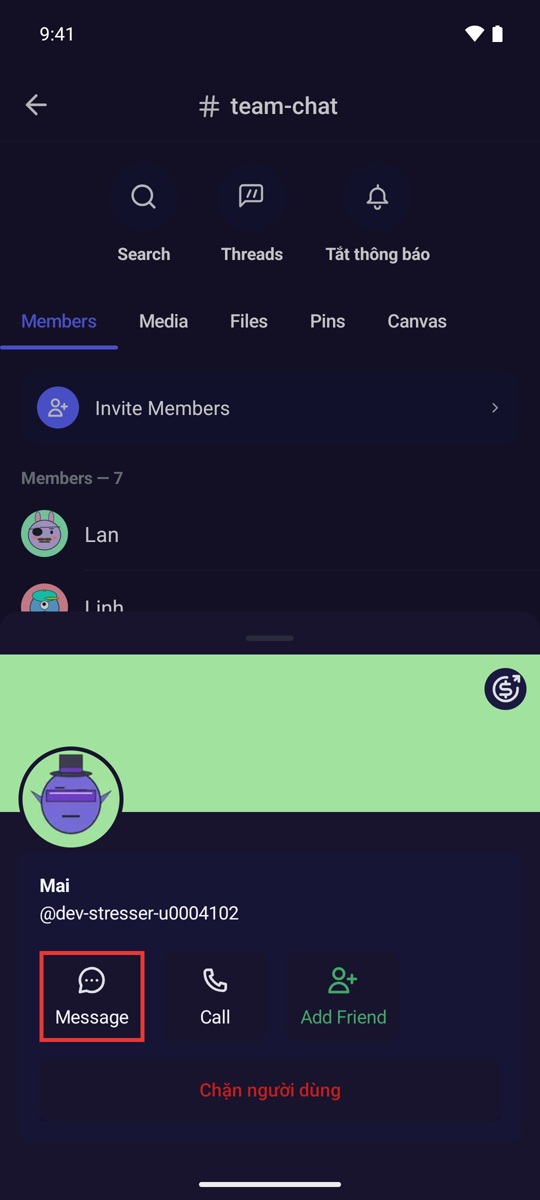 9:41
# team-chat
Search
Threads
Tắt thông báo
Members
Media
Files
Pins
Canvas
Invite Members
Members — 7
Lan
Linh
Mai
@dev-stresser-u0004102
Message
Call
Add Friend
Chặn người dùng